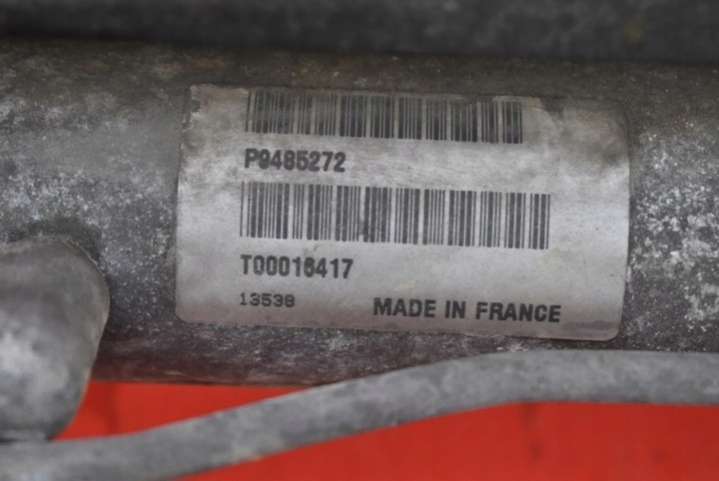 P9485272
T00016417
13538
MADE IN FRANCE